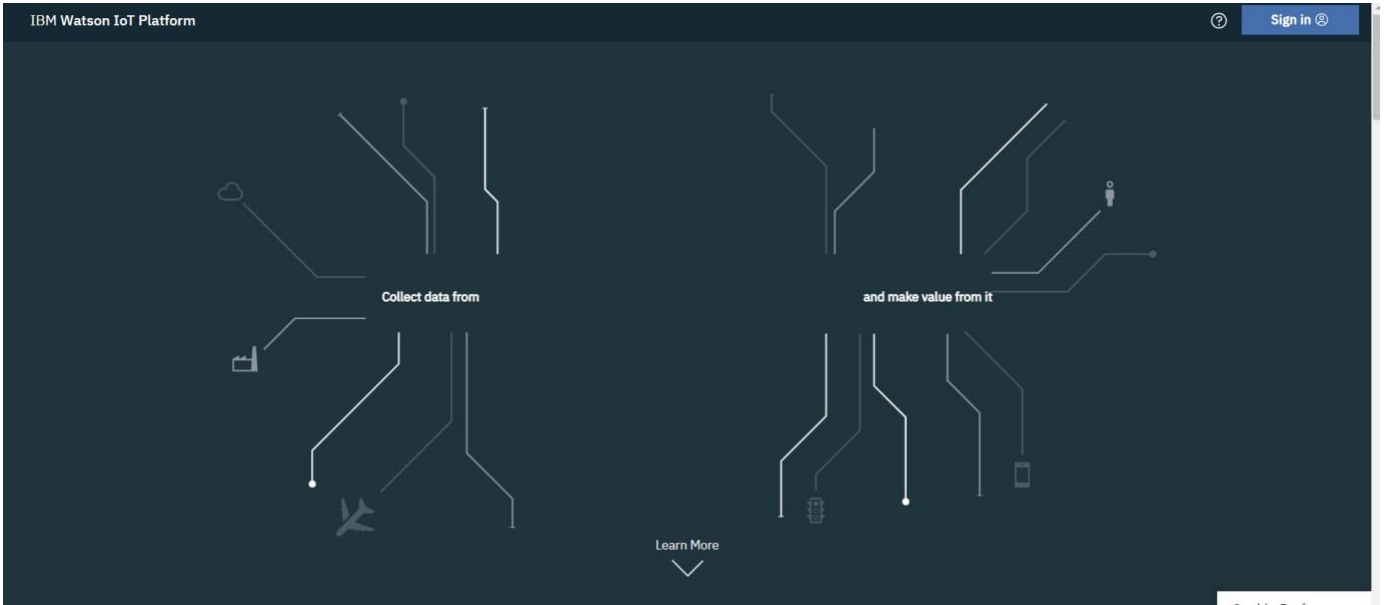 IBM Watson IoT Platform
Sign in
Collect data from
and make value from it
Learn More